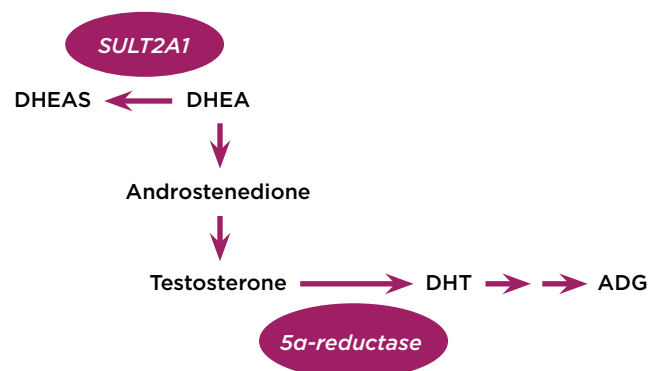 SULT2A1
DHEAS DHEA
Androstenedione
Testosterone DHT ADG
5α-reductase